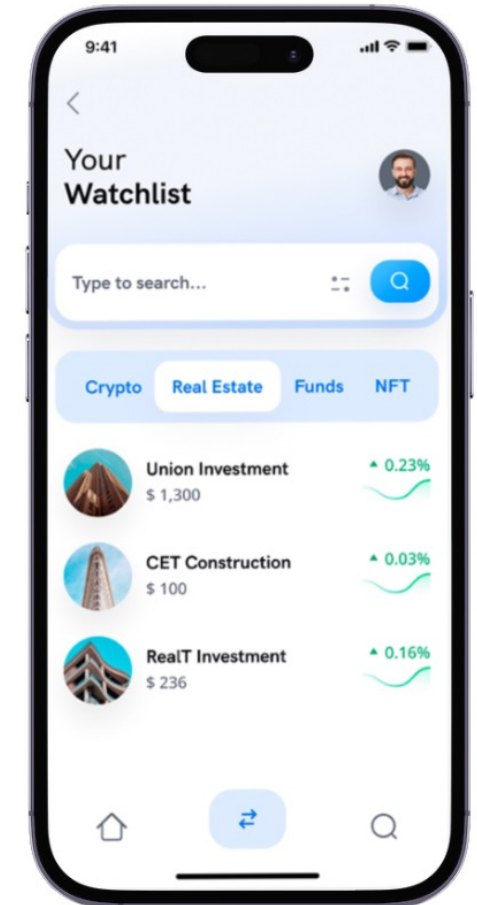 9:41
Your
Watchlist
Type to search...
Crypto Real Estate Funds NFT
Union Investment ▲ 0.23%
$ 1,300
CET Construction ▲ 0.03%
$ 100
RealT Investment ▲ 0.16%
$ 236